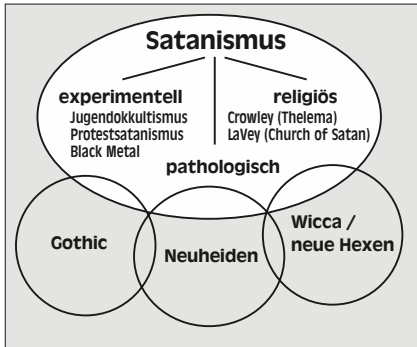 Satanismus
experimentell
Jugendokkultismus
Protestsatanismus
Black Metal
religiös
Crowley (Thelema)
LaVey (Church of Satan)
pathologisch
Gothic
Neuheiden
Wicca /
neue Hexen